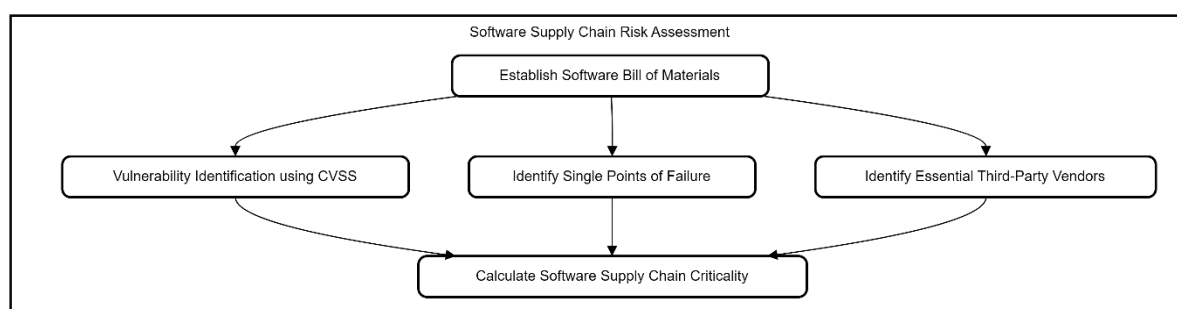 Software Supply Chain Risk Assessment
Establish Software Bill of Materials
Vulnerability Identification using CVSS
Identify Single Points of Failure
Identify Essential Third-Party Vendors
Calculate Software Supply Chain Criticality